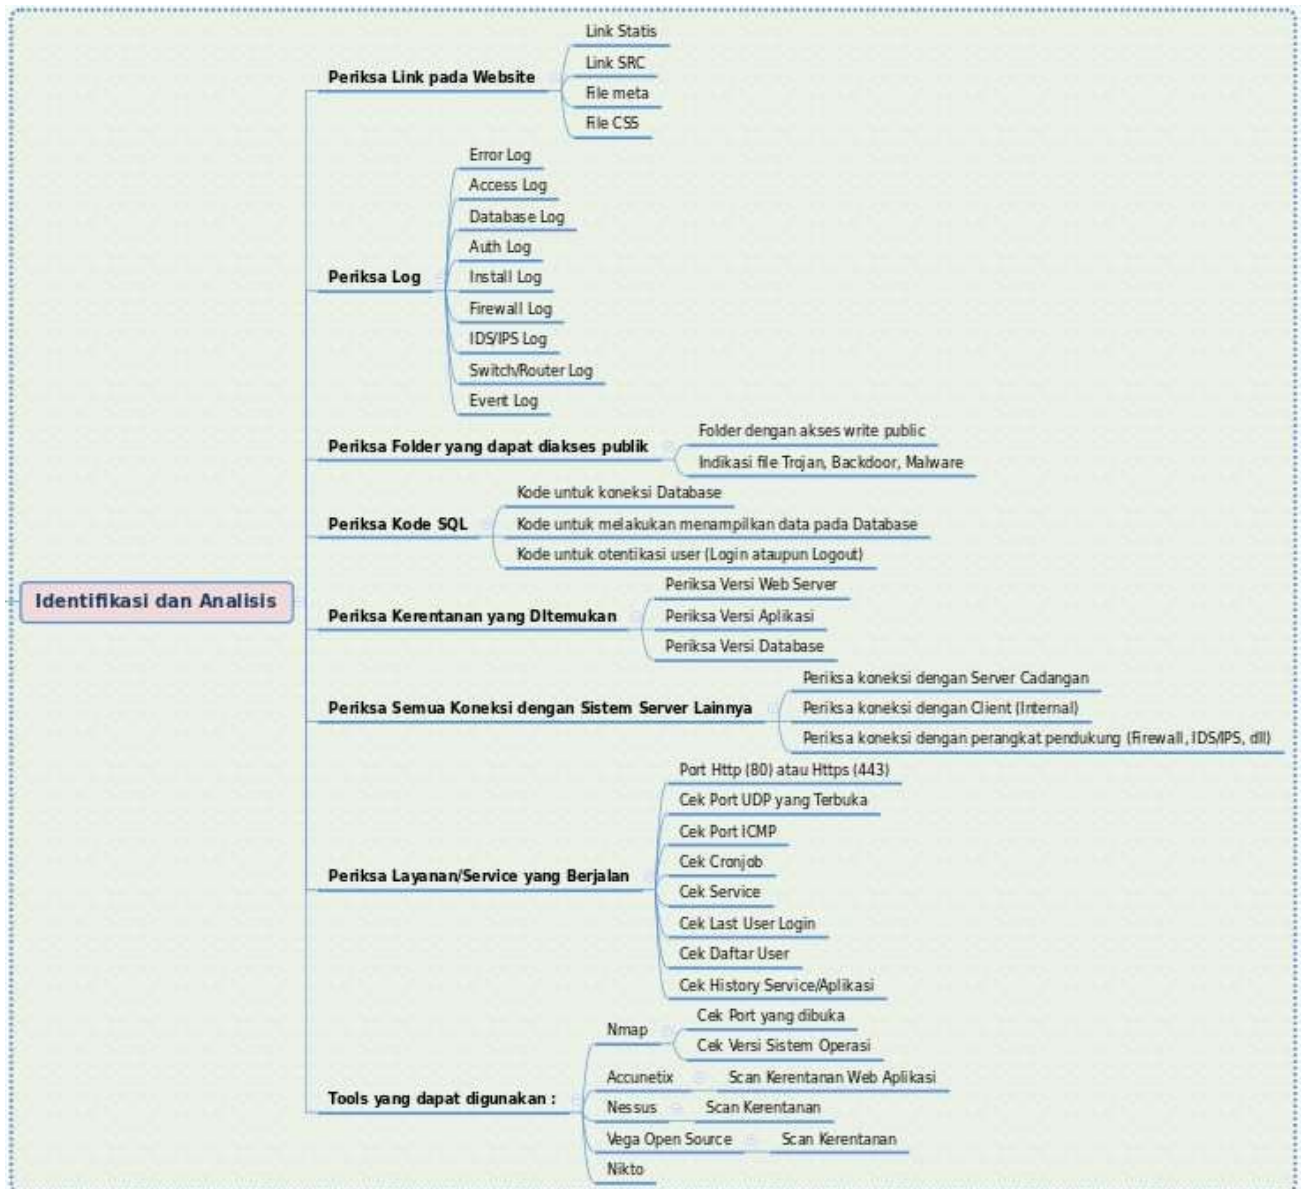 Identifikasi dan Analisis
Periksa Link pada Website
Link Statis
Link SRC
File meta
File CSS
Periksa Log
Error Log
Access Log
Database Log
Auth Log
Install Log
Firewall Log
IDS/IPS Log
Switch/Router Log
Event Log
Periksa Folder yang dapat diakses publik
Folder dengan akses write public
Indikasi file Trojan, Backdoor, Malware
Periksa Kode SQL
Kode untuk koneksi Database
Kode untuk melakukan menampilkan data pada Database
Kode untuk otentikasi user (Login ataupun Logout)
Periksa Kerentanan yang DItemukan
Periksa Versi Web Server
Periksa Versi Aplikasi
Periksa Versi Database
Periksa Semua Koneksi dengan Sistem Server Lainnya
Periksa koneksi dengan Server Cadangan
Periksa koneksi dengan Client (Internal)
Periksa koneksi dengan perangkat pendukung (Firewall, IDS/IPS, dll)
Periksa Layanan/Service yang Berjalan
Port Http (80) atau Https (443)
Cek Port UDP yang Terbuka
Cek Port ICMP
Cek Cronjob
Cek Service
Cek Last User Login
Cek Daftar User
Cek History Service/Aplikasi
Tools yang dapat digunakan :
Nmap
Cek Port yang dibuka
Cek Versi Sistem Operasi
Accunetix
Scan Kerentanan Web Aplikasi
Nessus
Scan Kerentanan
Vega Open Source
Scan Kerentanan
Nikto